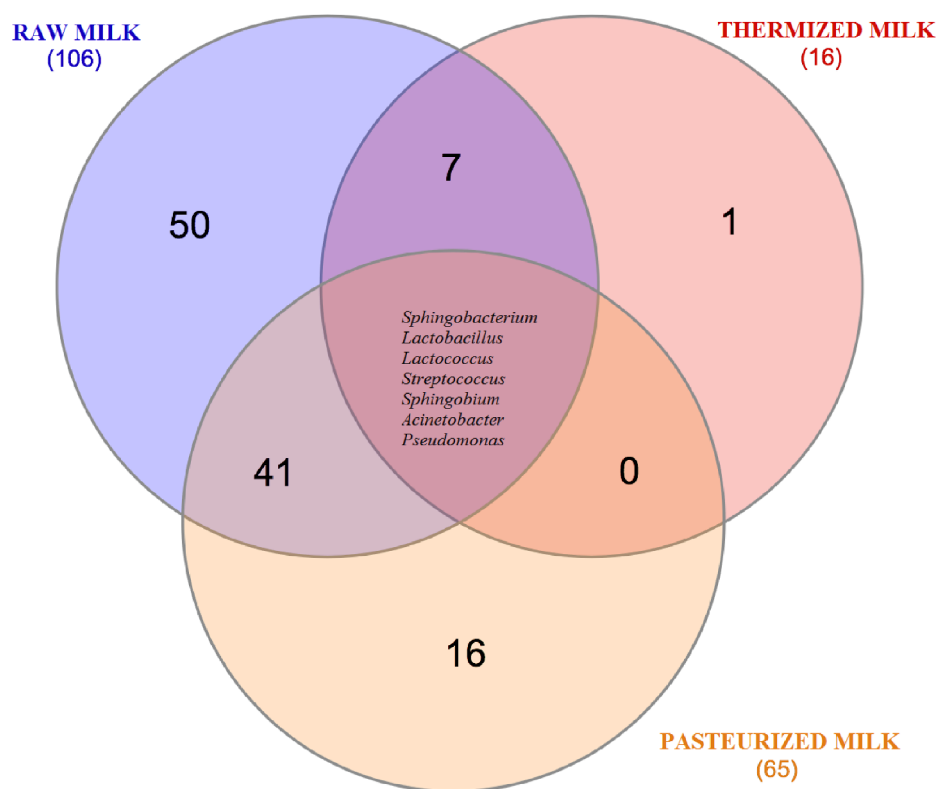 RAW MILK
(106)
THERMIZED MILK
(16)
7
50
1
Sphingobacterium
Lactobacillus
Lactococcus
Streptococcus
Sphingobium
Acinetobacter
Pseudomonas
41
0
16
PASTEURIZED MILK
(65)